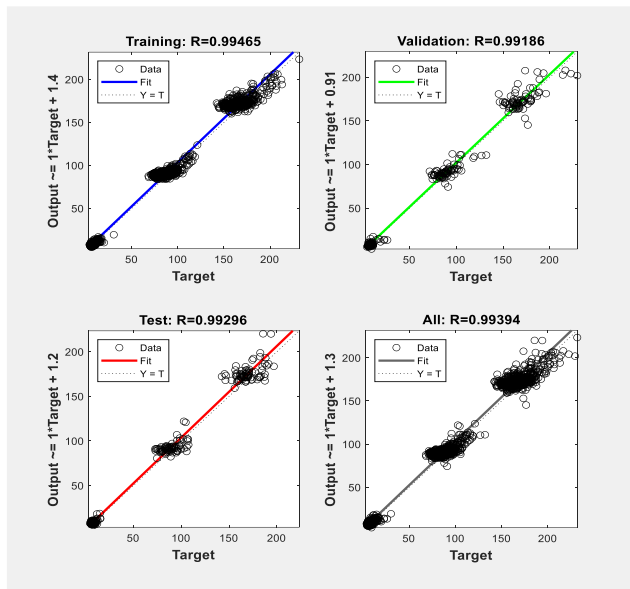 Training: R=0.99465
Output ~= 1*Target + 1.4
200
150
100
50
Data
Fit
Y = T
50 100 150 200
Target
Validation: R=0.99186
Output ~= 1*Target + 0.91
200
150
100
50
Data
Fit
Y = T
50 100 150 200
Target
Test: R=0.99296
Output ~= 1*Target + 1.2
200
150
100
50
Data
Fit
Y = T
50 100 150 200
Target
All: R=0.99394
Output ~= 1*Target + 1.3
200
150
100
50
Data
Fit
Y = T
50 100 150 200
Target